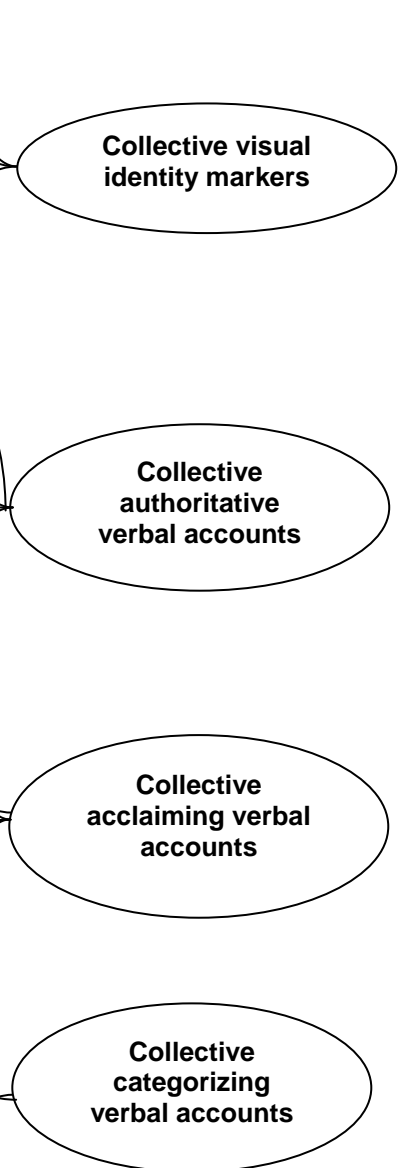 Collective visual
identity markers
Collective
authoritative
verbal accounts
Collective
acclaiming verbal
accounts
Collective
categorizing
verbal accounts